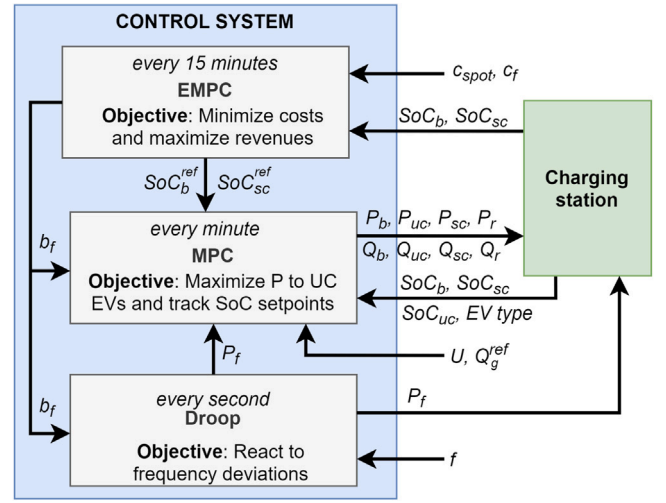 CONTROL SYSTEM
every 15 minutes
EMPC
Objective: Minimize costs
and maximize revenues
c_spot, c_f
SoC_b, SoC_sc
SoC_b^ref SoC_sc^ref
Charging
station
b_f
every minute
MPC
Objective: Maximize P to UC
EVs and track SoC setpoints
P_b, P_uc, P_sc, P_r
Q_b, Q_uc, Q_sc, Q_r
SoC_b, SoC_sc
SoC_uc, EV type
P_f
U, Q_g^ref
b_f
every second
Droop
Objective: React to
frequency deviations
P_f
f